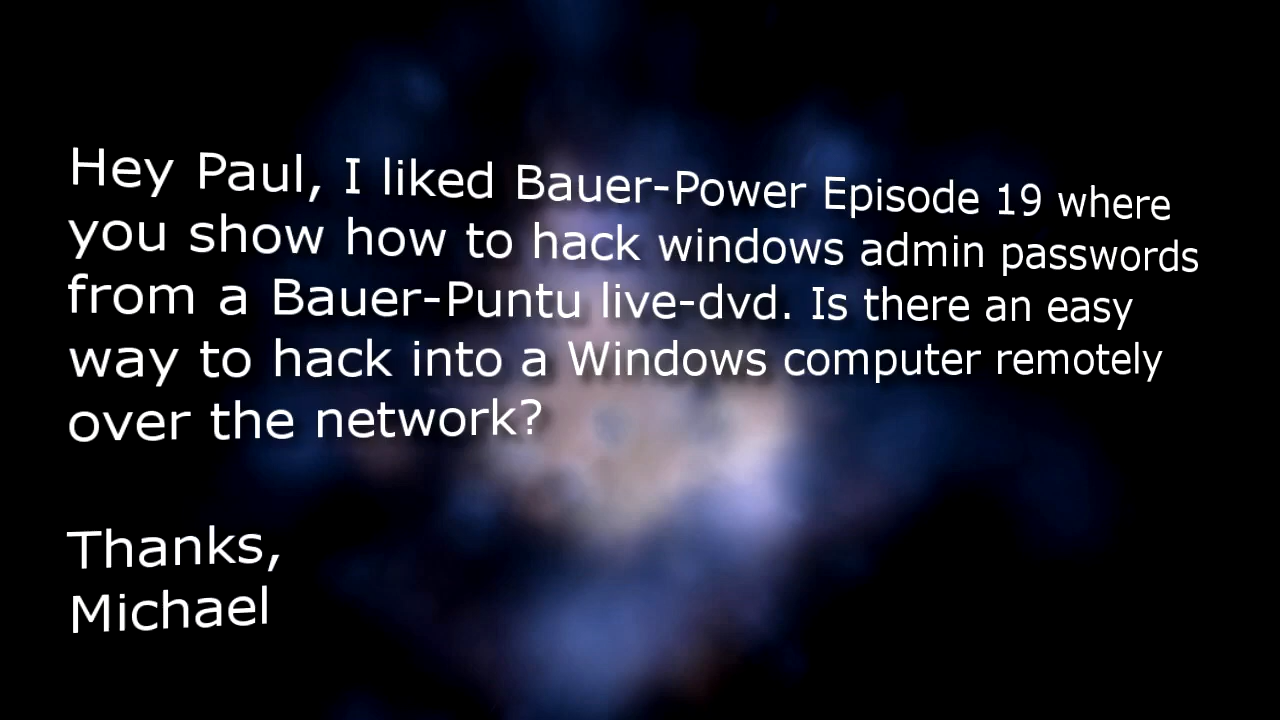 Hey Paul, I liked Bauer-Power Episode 19 where
you show how to hack windows admin passwords
from a Bauer-Puntu live-dvd. Is there an easy
way to hack into a Windows computer remotely
over the network?
Thanks,
Michael